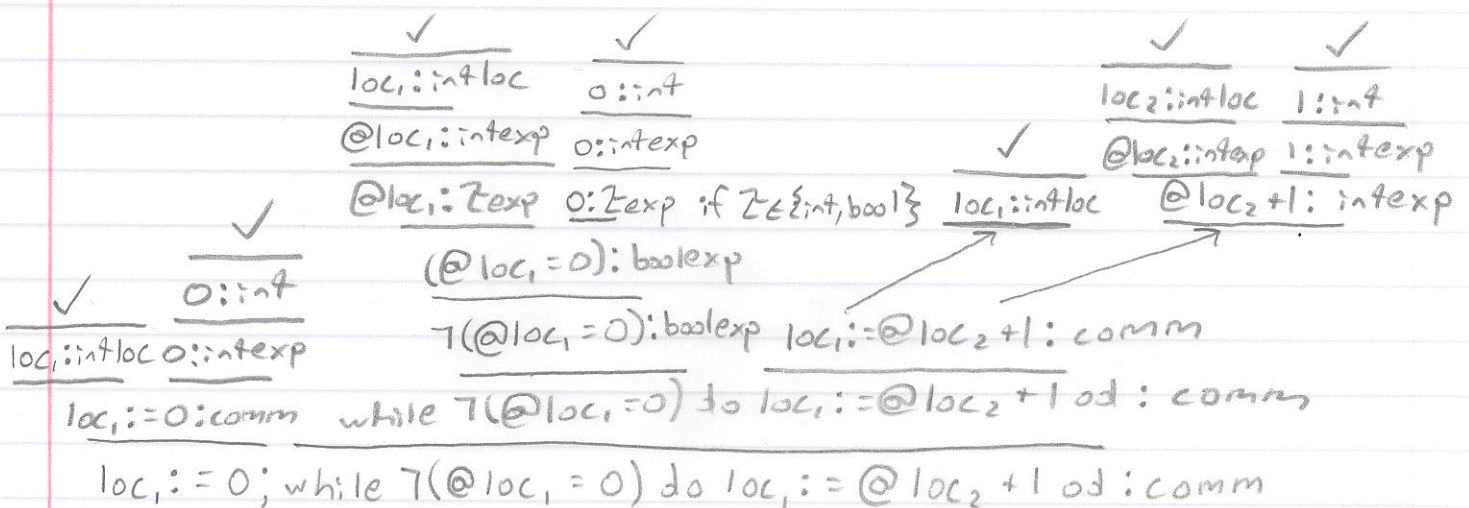 ✓ ✓ ✓ ✓
loc₁:intloc 0:int loc₂:intloc 1:int
@loc₁:intexp 0:intexp ✓ @loc₂:intexp 1:intexp
@loc₁:τexp 0:τexp if τ∈{int,bool} loc₁:intloc @loc₂+1: intexp
✓ (@loc₁=0):boolexp
✓ 0:int ¬(@loc₁=0):boolexp loc₁:=@loc₂+1: comm
loc₁:intloc 0:intexp
loc₁:=0:comm while ¬(@loc₁=0) do loc₁:=@loc₂+1 od: comm
loc₁:=0; while ¬(@loc₁=0) do loc₁:=@loc₂+1 od:comm